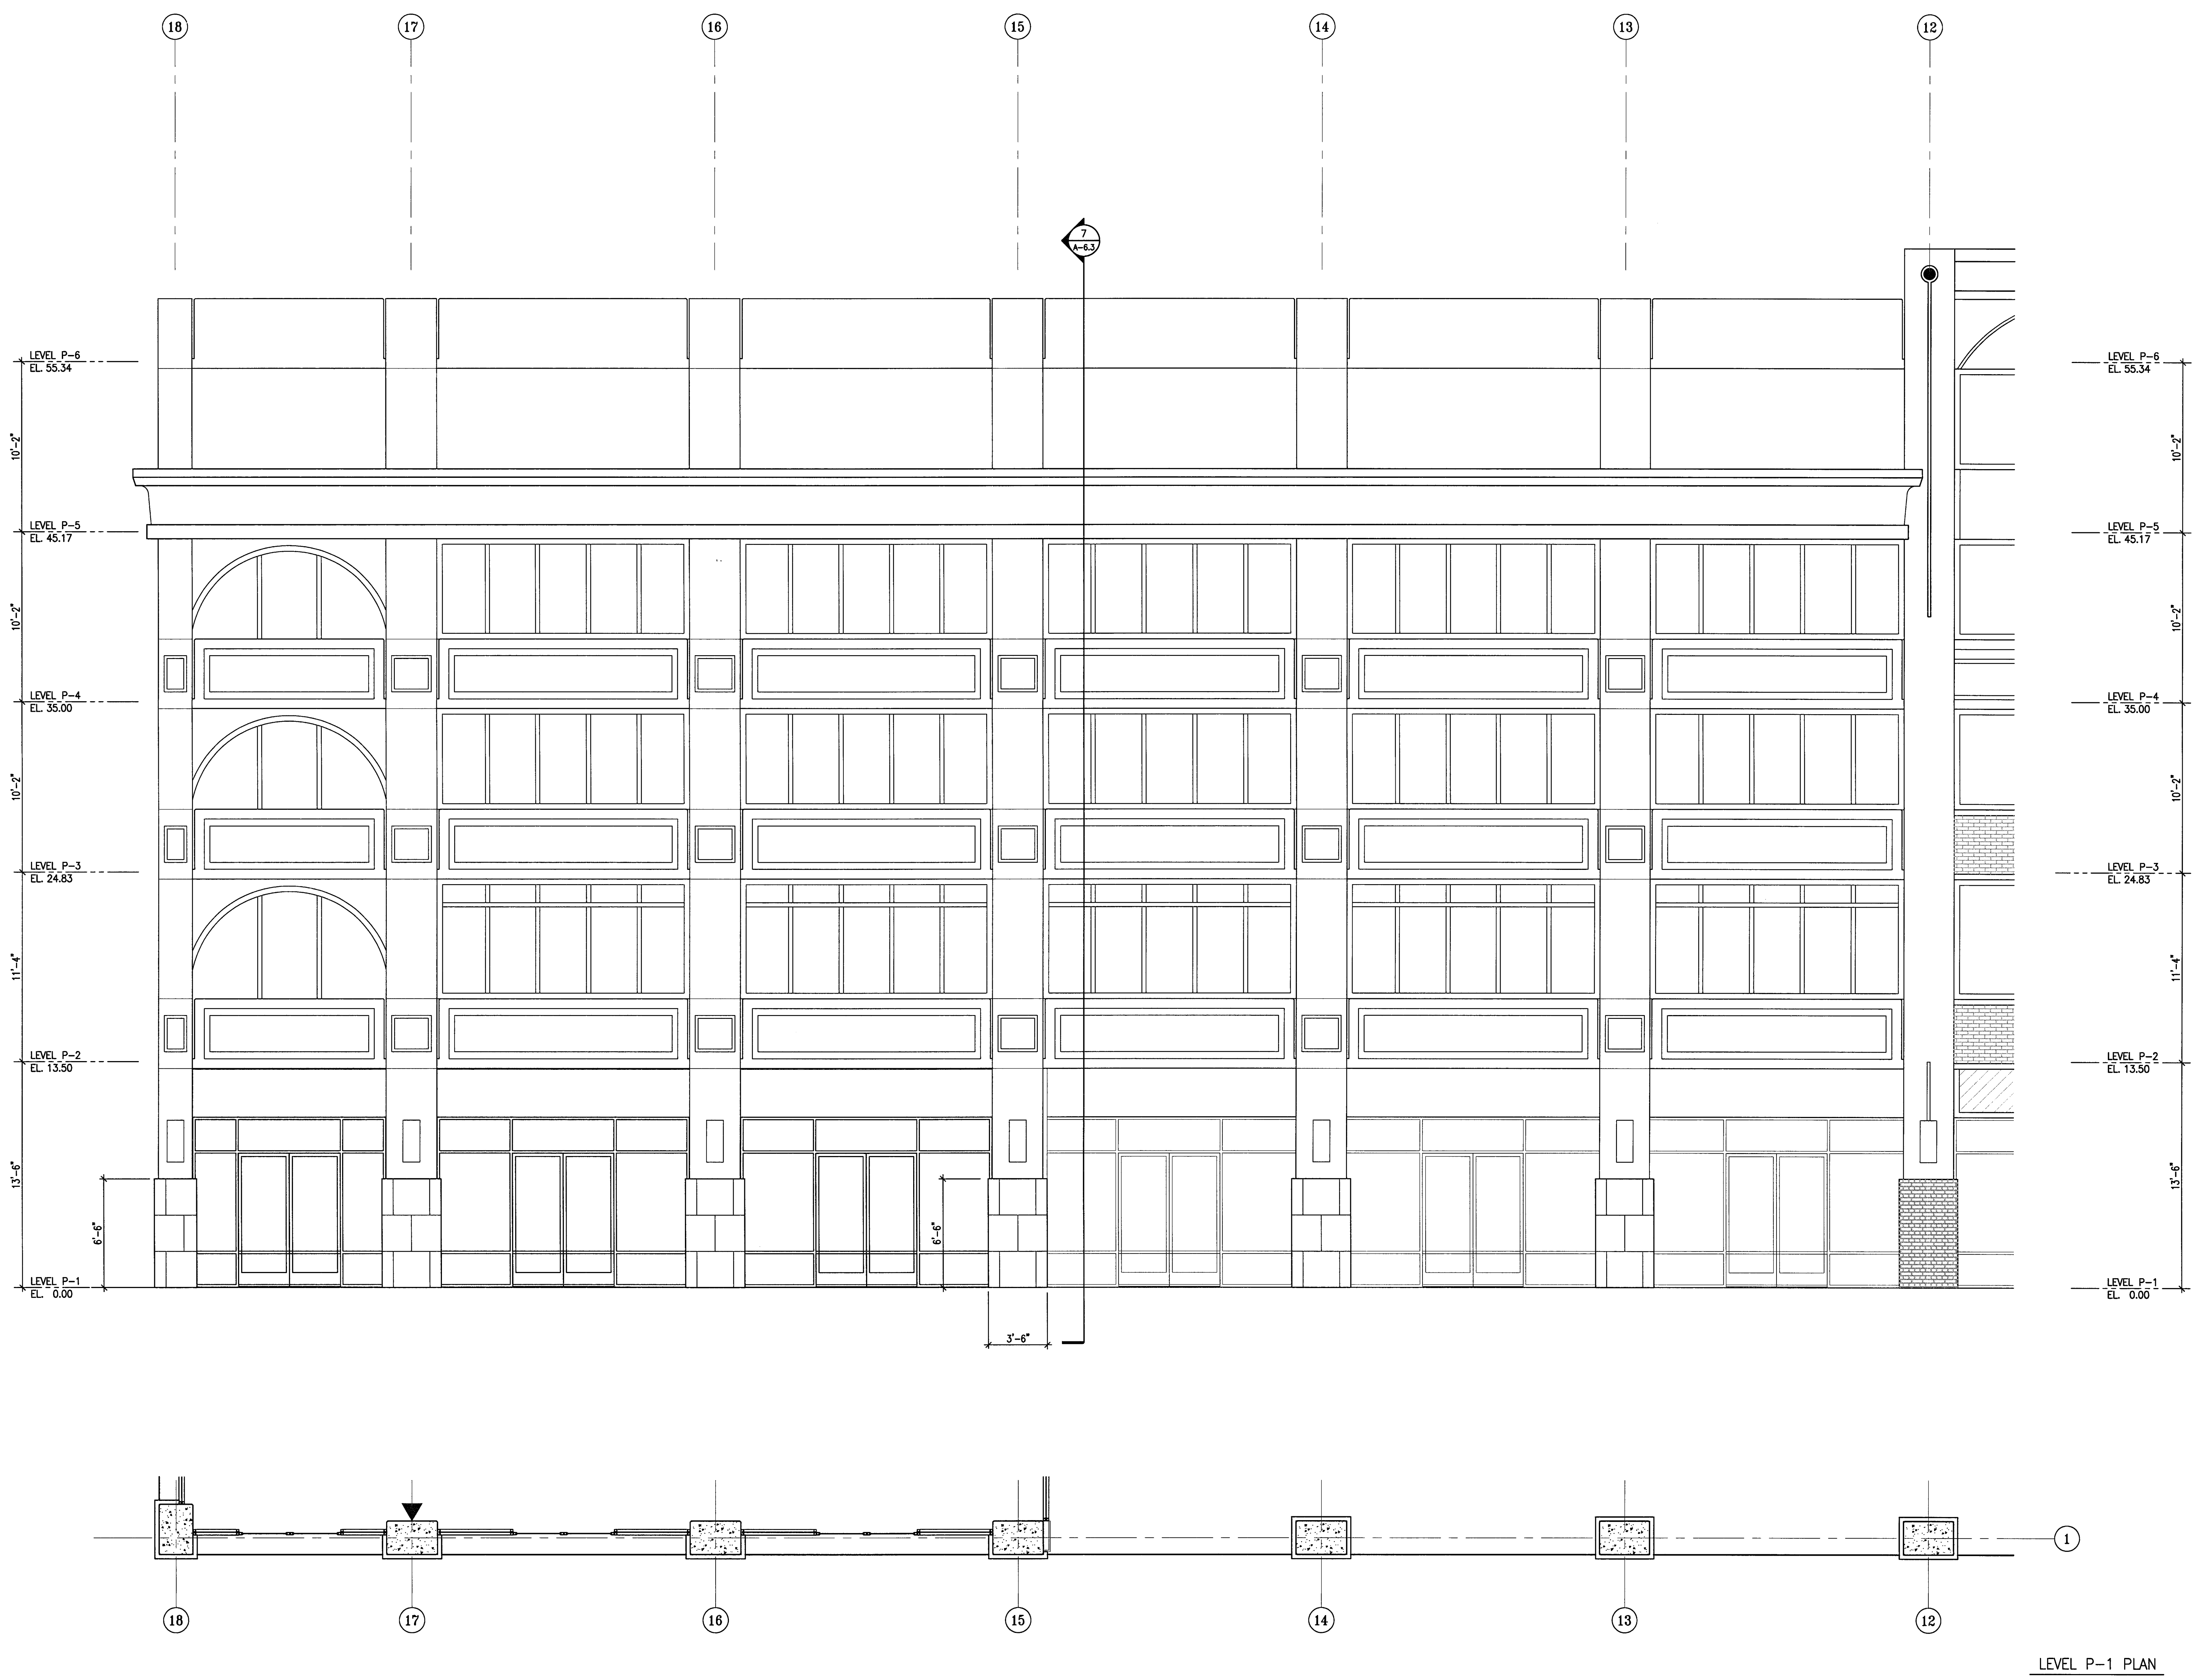 18 17 16 15 14 13 12
7
A-6.3
LEVEL P-6 LEVEL P-6
EL. 55.34 EL. 55.34
10'-2" 10'-2"
LEVEL P-5 LEVEL P-5
EL. 45.17 EL. 45.17
10'-2" 10'-2"
LEVEL P-4 LEVEL P-4
EL. 35.00 EL. 35.00
10'-2" 10'-2"
LEVEL P-3 LEVEL P-3
EL. 24.83 EL. 24.83
11'-4" 11'-4"
LEVEL P-2 LEVEL P-2
EL. 13.50 EL. 13.50
13'-6" 13'-6"
6'-6" 6'-6"
LEVEL P-1 LEVEL P-1
EL. 0.00 EL. 0.00
3'-6"
1
18 17 16 15 14 13 12
LEVEL P-1 PLAN